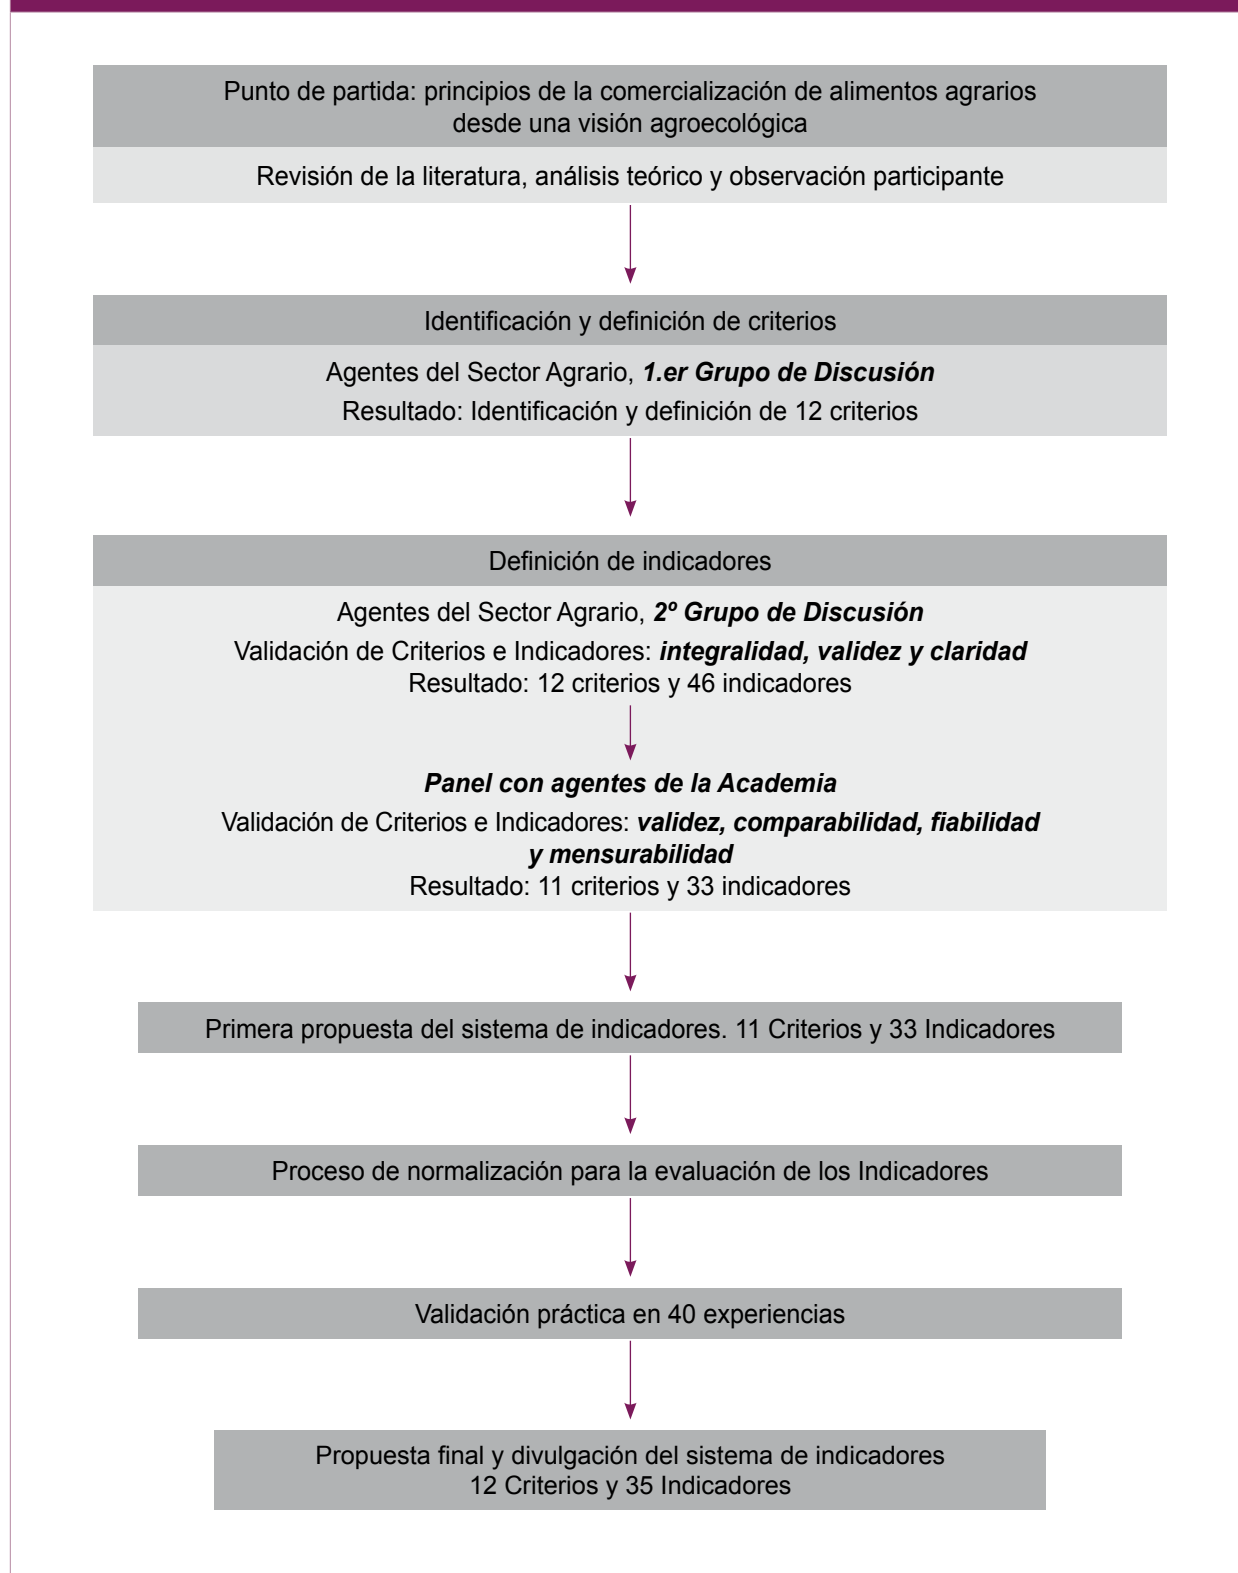 Punto de partida: principios de la comercialización de alimentos agrarios
desde una visión agroecológica
Revisión de la literatura, análisis teórico y observación participante
Identificación y definición de criterios
Agentes del Sector Agrario, 1.er Grupo de Discusión
Resultado: Identificación y definición de 12 criterios
Definición de indicadores
Agentes del Sector Agrario, 2º Grupo de Discusión
Validación de Criterios e Indicadores: integralidad, validez y claridad
Resultado: 12 criterios y 46 indicadores
Panel con agentes de la Academia
Validación de Criterios e Indicadores: validez, comparabilidad, fiabilidad
y mensurabilidad
Resultado: 11 criterios y 33 indicadores
Primera propuesta del sistema de indicadores. 11 Criterios y 33 Indicadores
Proceso de normalización para la evaluación de los Indicadores
Validación práctica en 40 experiencias
Propuesta final y divulgación del sistema de indicadores
12 Criterios y 35 Indicadores